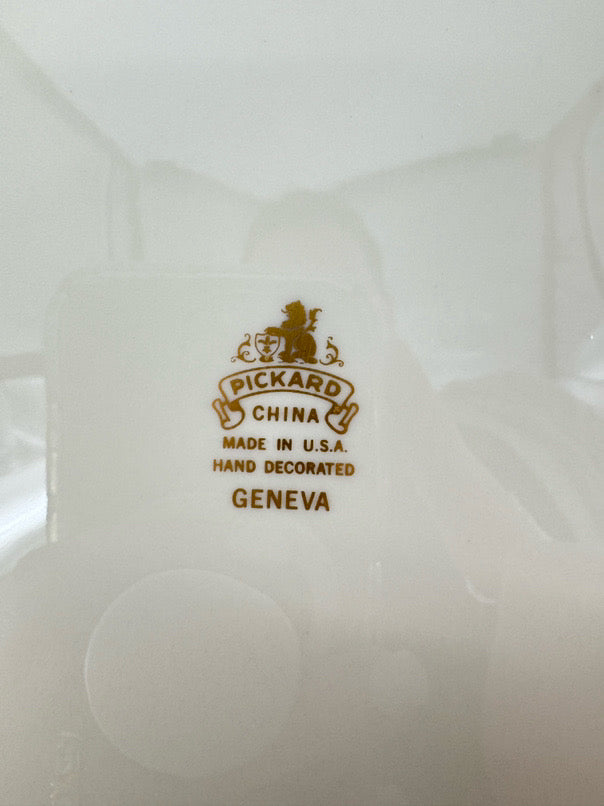 PICKARD
CHINA
MADE IN U.S.A.
HAND DECORATED
GENEVA